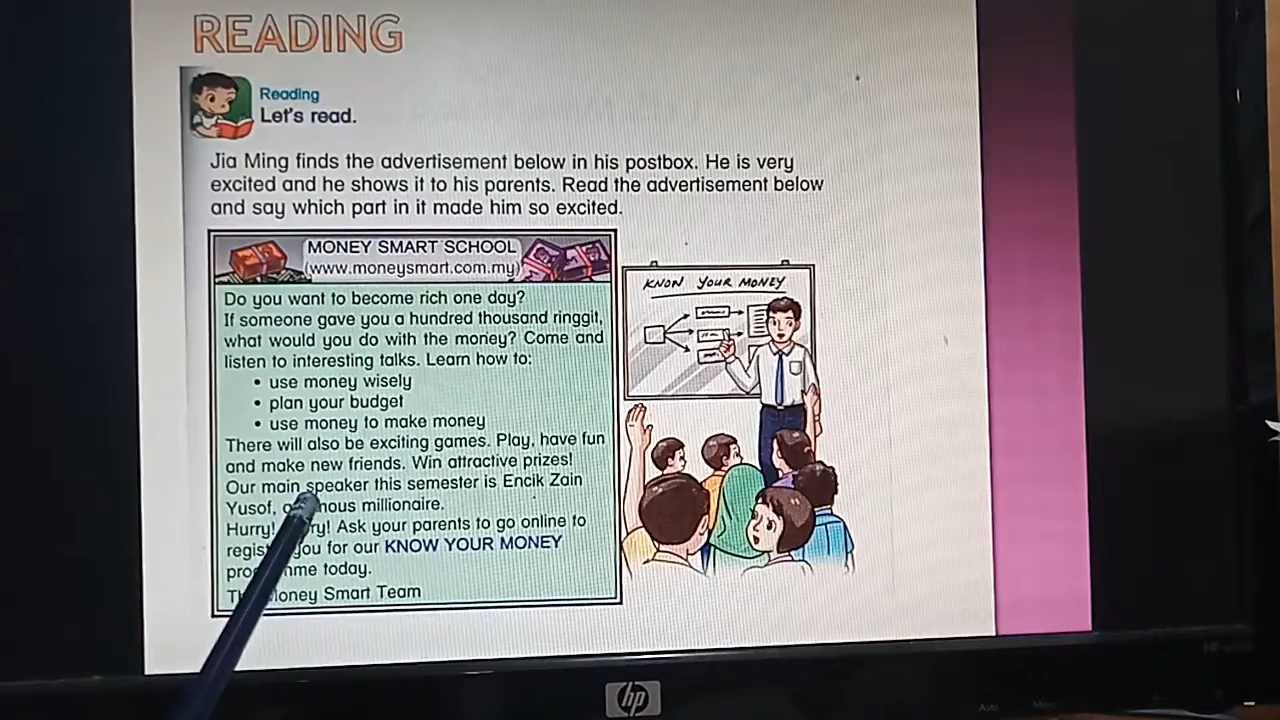 READING
Reading
Let's read.
Jia Ming finds the advertisement below in his postbox. He is very
excited and he shows it to his parents. Read the advertisement below
and say which part in it made him so excited.
MONEY SMART SCHOOL
(www.moneysmart.com.my)
Do you want to become rich one day?
If someone gave you a hundred thousand ringgit,
what would you do with the money? Come and
listen to interesting talks. Learn how to:
• use money wisely
• plan your budget
• use money to make money
There will also be exciting games. Play, have fun
and make new friends. Win attractive prizes!
Our main speaker this semester is Encik Zain
Yusof, millionaire.
Hurry! Ask your parents to go online to
you for our KNOW YOUR MONEY
today.
Money Smart Team
KNOW YOUR MONEY
hp